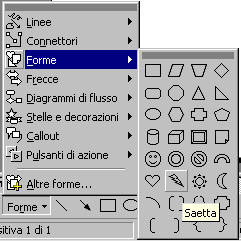 Linee
Connettori
Forme
Frecce
Diagrammi di flusso
Stelle e decorazioni
Callout
Pulsanti di azione
Altre forme...
Saetta
Forme
sitiva 1 di 1